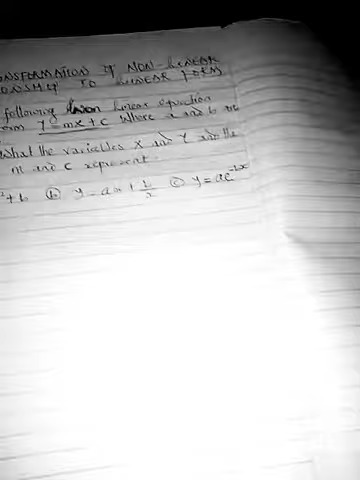 NSFORMATION OF NON-LINEAR
TO LINEAR FORM
following linear equation
Y = mx + c where a and b are
What the variables X and Y and the
m and c represent.
²+b (b) y = ax + b/x (c) y = ae^-bx